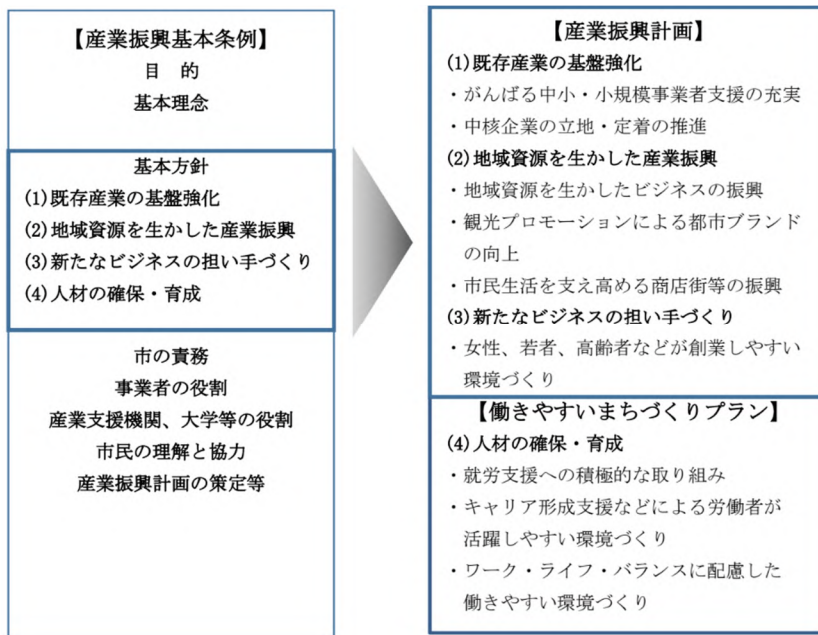 【産業振興基本条例】
目 的
基本理念
基本方針
(1)既存産業の基盤強化
(2)地域資源を生かした産業振興
(3)新たなビジネスの担い手づくり
(4)人材の確保・育成
市の責務
事業者の役割
産業支援機関、大学等の役割
市民の理解と協力
産業振興計画の策定等
【産業振興計画】
(1)既存産業の基盤強化
・がんばる中小・小規模事業者支援の充実
・中核企業の立地・定着の推進
(2)地域資源を生かした産業振興
・地域資源を生かしたビジネスの振興
・観光プロモーションによる都市ブランド
の向上
・市民生活を支え高める商店街等の振興
(3)新たなビジネスの担い手づくり
・女性、若者、高齢者などが創業しやすい
環境づくり
【働きやすいまちづくりプラン】
(4)人材の確保・育成
・就労支援への積極的な取り組み
・キャリア形成支援などによる労働者が
活躍しやすい環境づくり
・ワーク・ライフ・バランスに配慮した
働きやすい環境づくり